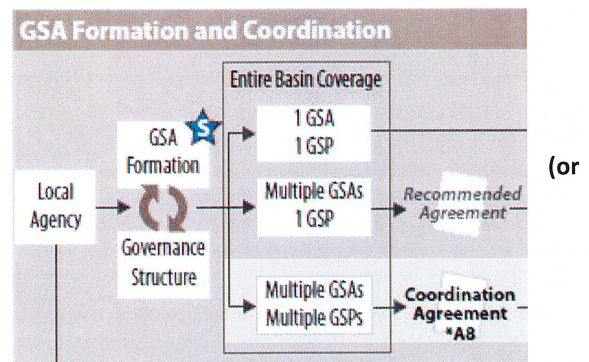 GSA Formation and Coordination
Entire Basin Coverage
S
GSA
Formation
1 GSA
1 GSP
(or
Local
Agency
Multiple GSAs
1 GSP
Recommended
Agreement
Governance
Structure
Multiple GSAs
Multiple GSPs
Coordination
Agreement
*A8